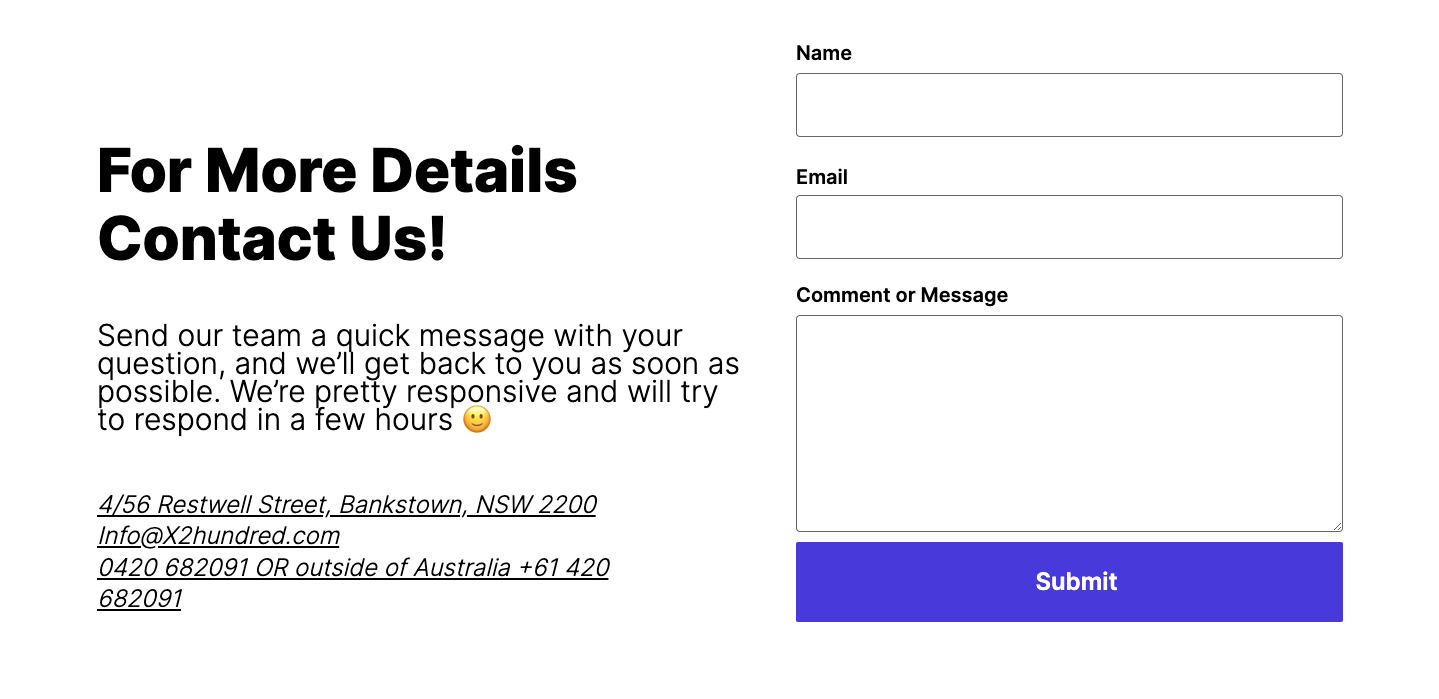 For More Details
Contact Us!
Send our team a quick message with your
question, and we’ll get back to you as soon as
possible. We’re pretty responsive and will try
to respond in a few hours 🙂
4/56 Restwell Street, Bankstown, NSW 2200
Info@X2hundred.com
0420 682091 OR outside of Australia +61 420
682091
Name
Email
Comment or Message
Submit